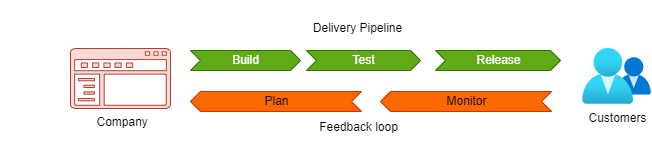 Delivery Pipeline
Build
Test
Release
Plan
Monitor
Company
Feedback loop
Customers